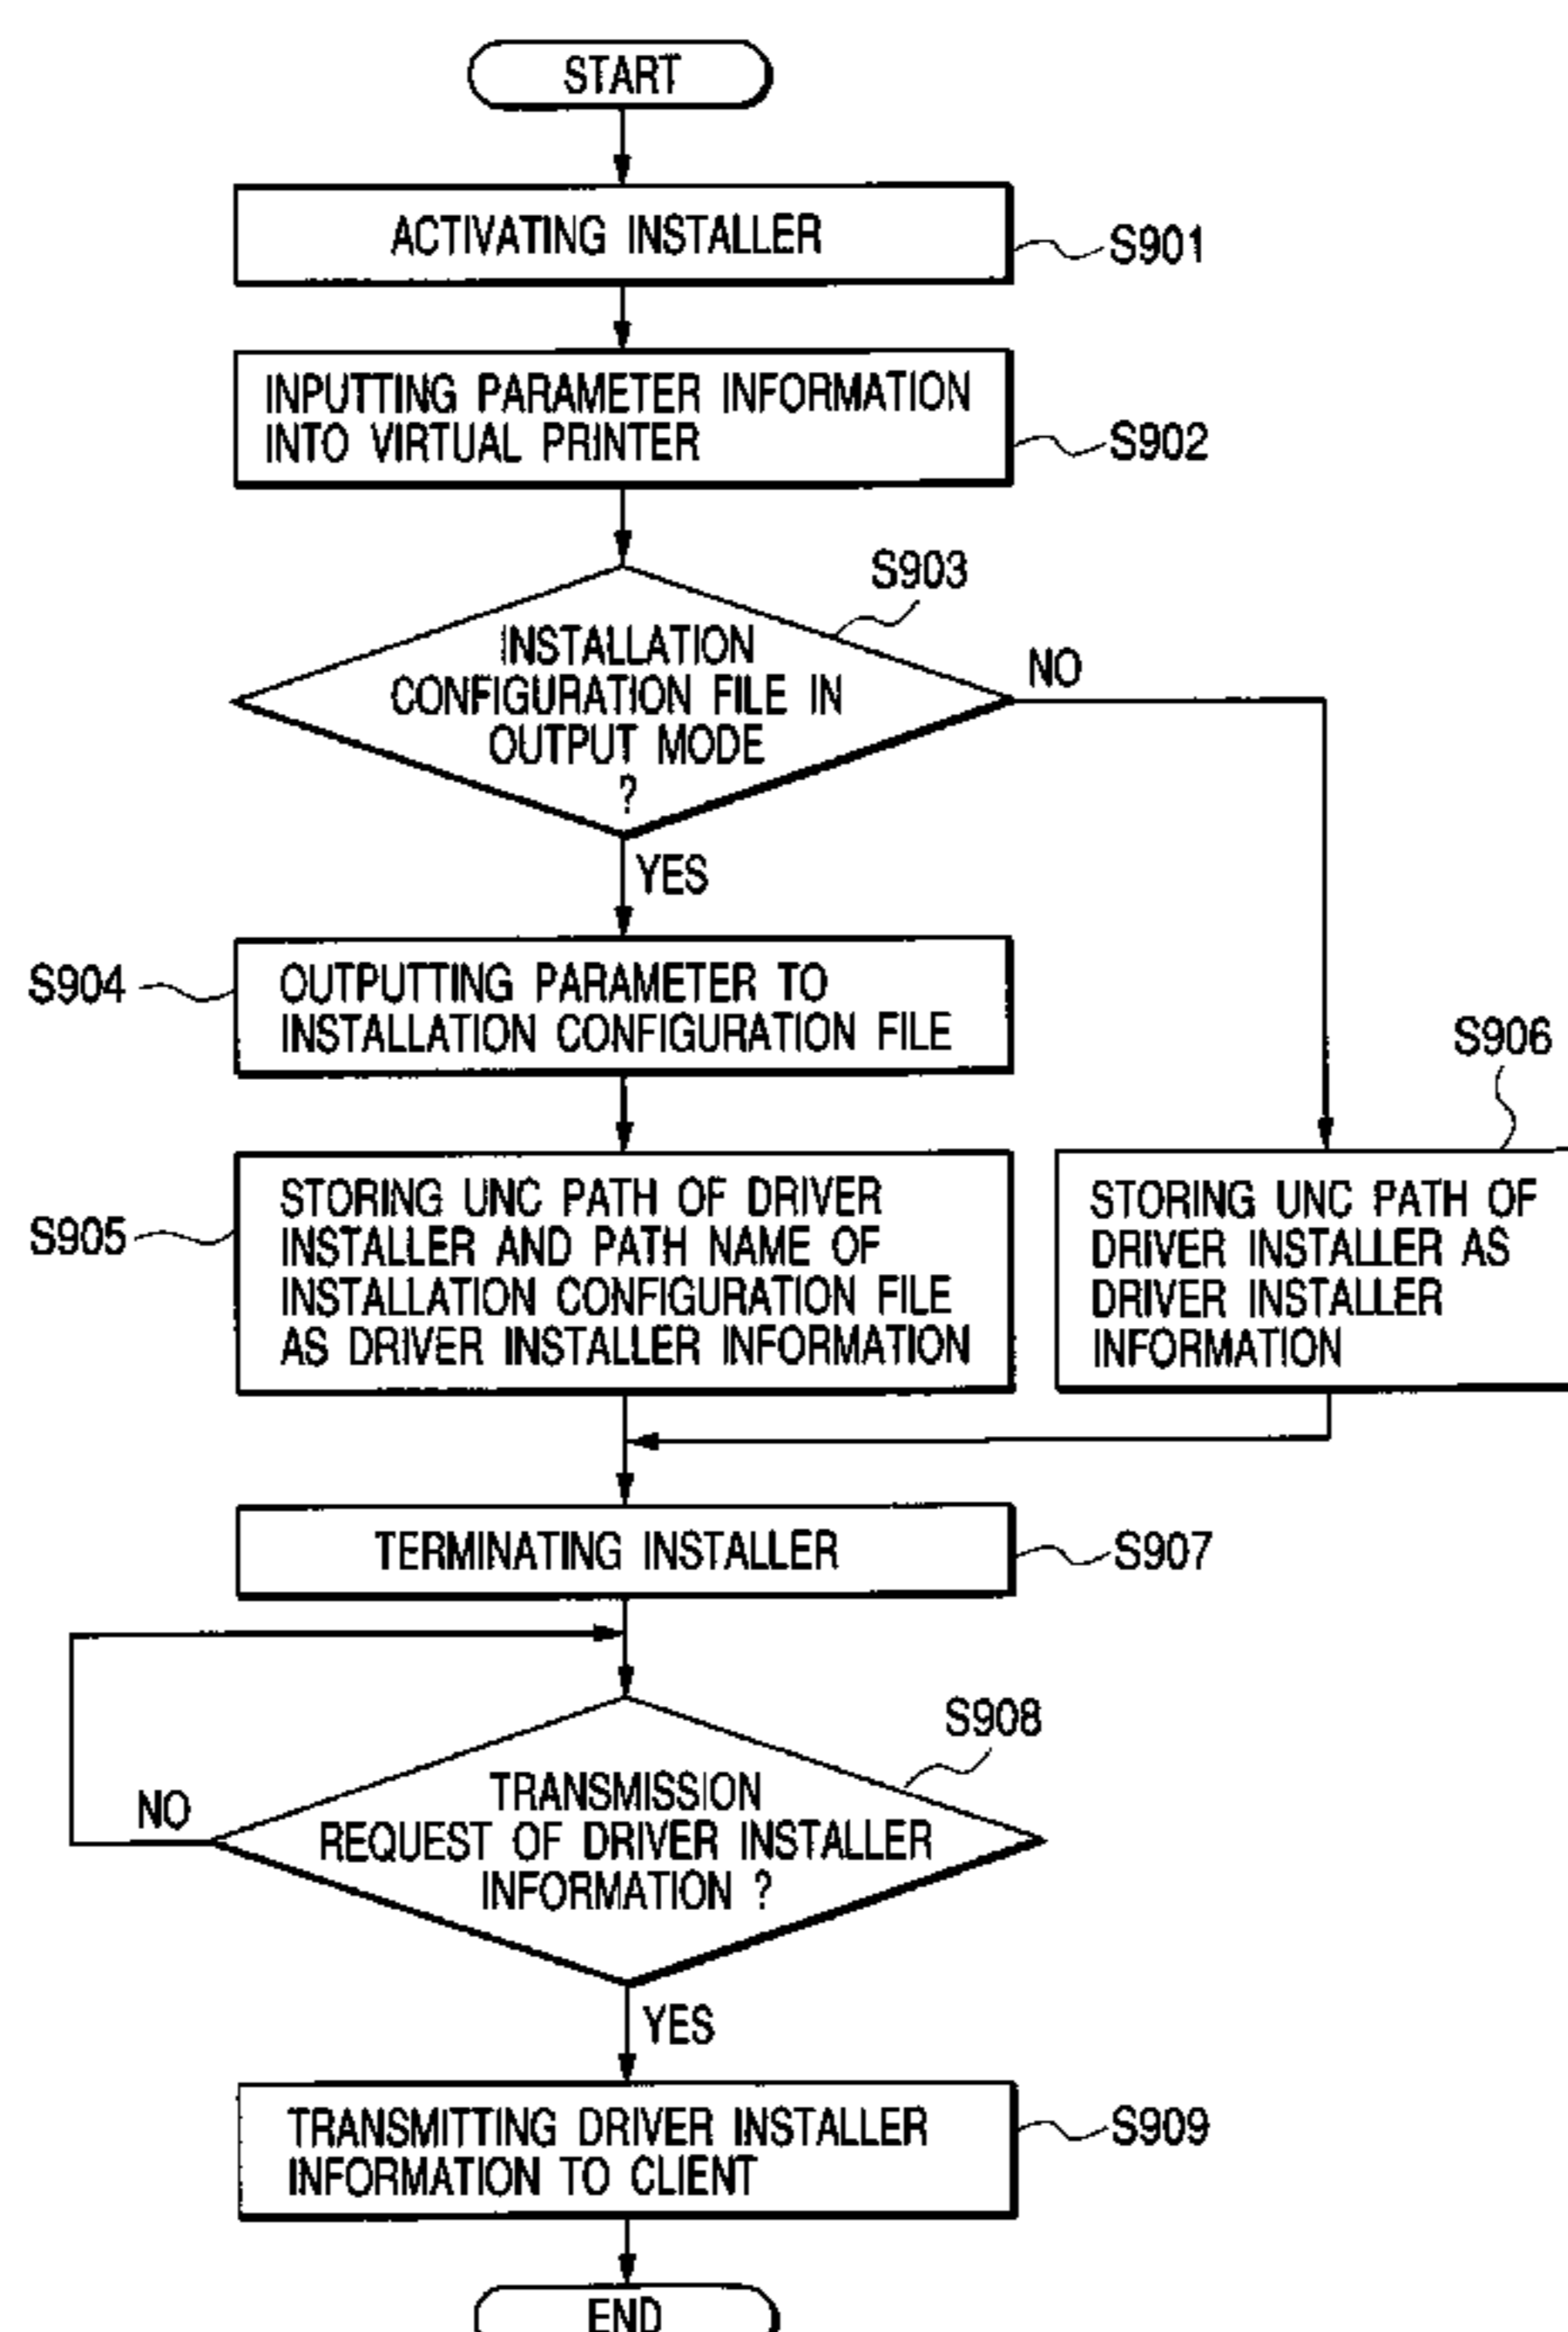 START
ACTIVATING INSTALLER
S901
INPUTTING PARAMETER INFORMATION
INTO VIRTUAL PRINTER
S902
S903
INSTALLATION
CONFIGURATION FILE IN
OUTPUT MODE
?
NO
YES
S904
OUTPUTTING PARAMETER TO
INSTALLATION CONFIGURATION FILE
S905
STORING UNC PATH OF DRIVER
INSTALLER AND PATH NAME OF
INSTALLATION CONFIGURATION FILE
AS DRIVER INSTALLER INFORMATION
S906
STORING UNC PATH OF
DRIVER INSTALLER AS
DRIVER INSTALLER
INFORMATION
TERMINATING INSTALLER
S907
S908
TRANSMISSION
REQUEST OF DRIVER INSTALLER
INFORMATION ?
NO
YES
TRANSMITTING DRIVER INSTALLER
INFORMATION TO CLIENT
S909
END